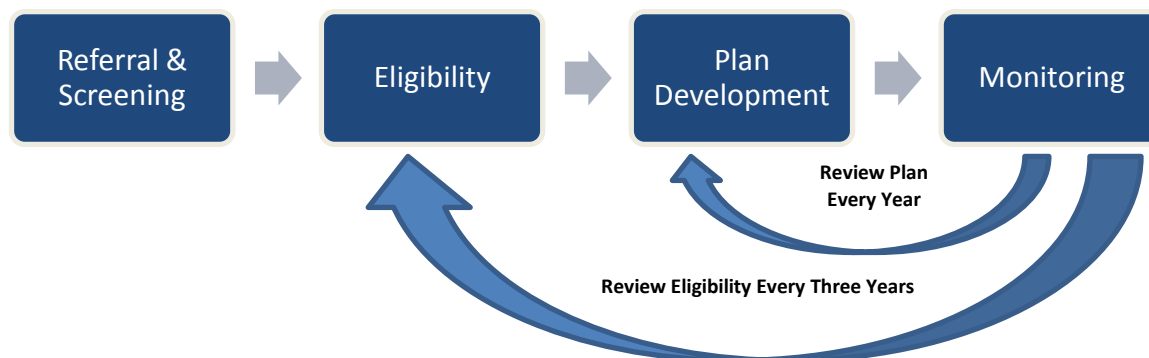 Referral &
Screening
Eligibility
Plan
Development
Monitoring
Review Plan
Every Year
Review Eligibility Every Three Years